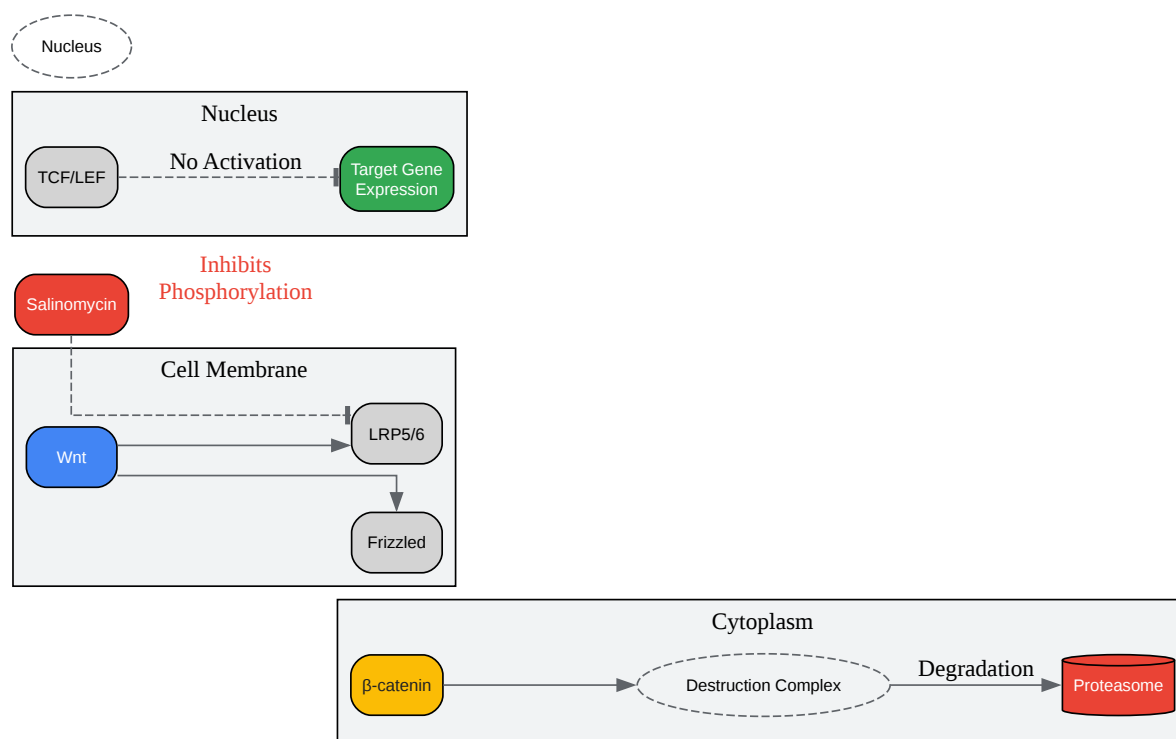 Nucleus
Nucleus
TCF/LEF
No Activation
Target Gene
Expression
Inhibits
Phosphorylation
Salinomycin
Cell Membrane
LRP5/6
Wnt
Frizzled
Cytoplasm
β-catenin
Destruction Complex
Degradation
Proteasome